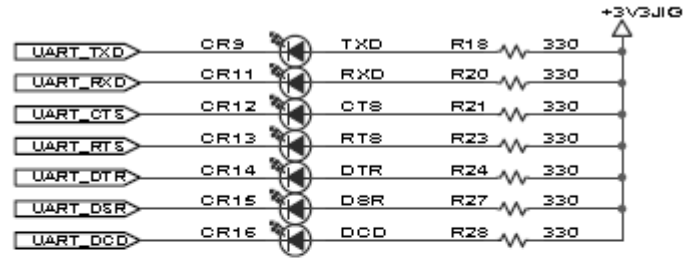 +3V3JIG
UART_TXD CR9 TXD R18 330
UART_RXD CR11 RXD R20 330
UART_CTS CR12 CTS R21 330
UART_RTS CR13 RTS R23 330
UART_DTR CR14 DTR R24 330
UART_DSR CR15 DSR R27 330
UART_DCD CR16 DCD R28 330